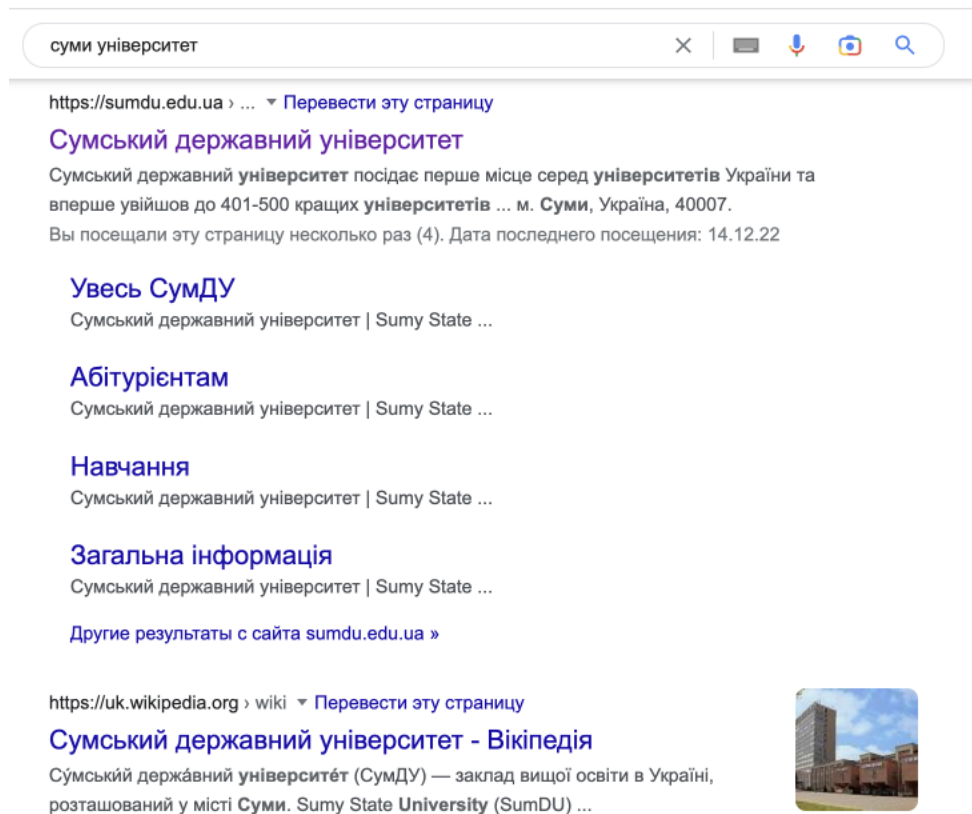 суми університет
https://sumdu.edu.ua › ... Перевести эту страницу
Сумський державний університет
Сумський державний університет посідає перше місце серед університетів України та
вперше увійшов до 401-500 кращих університетів ... м. Суми, Україна, 40007.
Вы посещали эту страницу несколько раз (4). Дата последнего посещения: 14.12.22
Увесь СумДУ
Сумський державний університет | Sumy State ...
Абітурієнтам
Сумський державний університет | Sumy State ...
Навчання
Сумський державний університет | Sumy State ...
Загальна інформація
Сумський державний університет | Sumy State ...
Другие результаты с сайта sumdu.edu.ua »
https://uk.wikipedia.org › wiki Перевести эту страницу
Сумський державний університет - Вікіпедія
Су́мськи́й держа́вний університе́т (СумДУ) — заклад вищої освіти в Україні,
розташований у місті Суми. Sumy State University (SumDU) ...